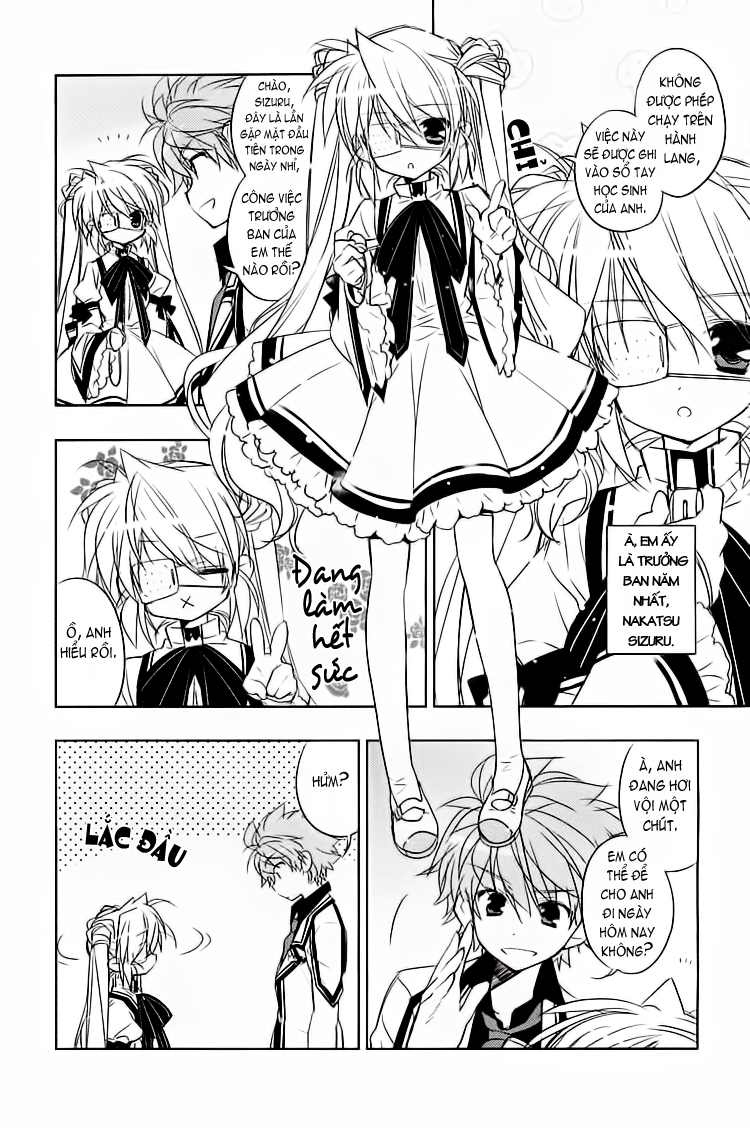 KHÔNG
ĐƯỢC PHÉP
CHẠY TRÊN
HÀNH
LANG,
VIỆC NÀY
SẼ ĐƯỢC GHI
VÀO SỔ TAY
HỌC SINH
CỦA ANH.
CHỈ
À, EM ẤY
LÀ TRƯỞNG
BAN NĂM
NHẤT,
NAKATSU
SIZURU.
CHÀO,
SIZURU,
ĐÂY LÀ LẦN
GẶP MẶT ĐẦU
TIÊN TRONG
NGÀY NHỈ,
CÔNG VIỆC
TRƯỞNG
BAN CỦA
EM THẾ
NÀO RỒI?
Đang
làm
hết
sức
Ồ, ANH
HIỂU RỒI.
À, ANH
ĐANG HƠI
VỘI MỘT
CHÚT.
EM CÓ
THỂ ĐỂ
CHO ANH
ĐI NGÀY
HÔM NAY
KHÔNG?
HỬM?
LẮC ĐẦU